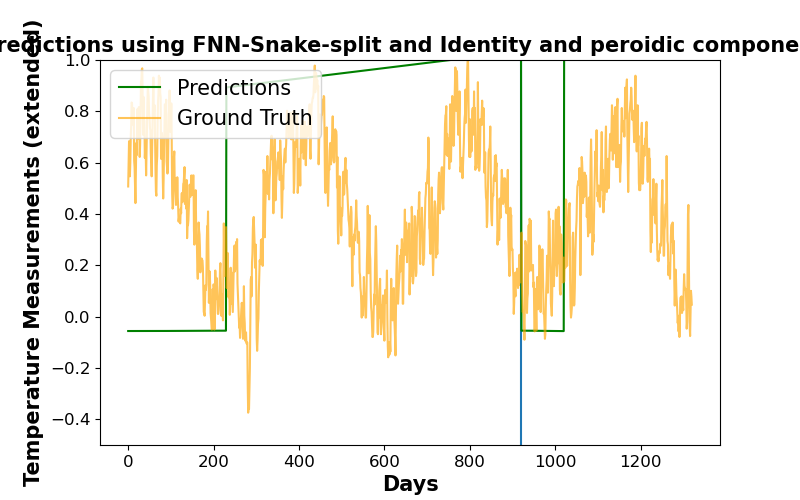 redictions using FNN-Snake-split and Identity and peroidic compone
Temperature Measurements (extended)
1.0
0.8
0.6
0.4
0.2
0.0
−0.2
−0.4
Predictions
Ground Truth
0 200 400 600 800 1000 1200
Days